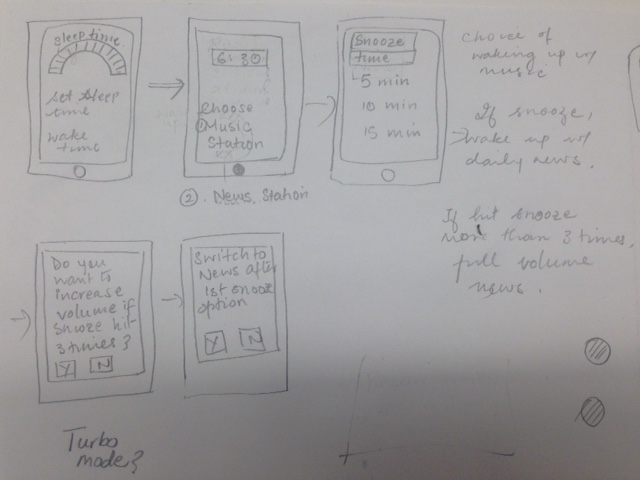 sleep time
set sleep
time
wake
time
6:30
Choose
① Music
Station
②. News Station
Snooze
time
5 min
10 min
15 min
choice of
waking up w/
music
If snooze,
wake up w/
daily news.
If hit snooze
more than 3 times,
full volume
news.
Do you
want to
increase
volume if
snooze hit
3 times?
Y N
Switch to
News after
1st snooze
option
Y N
Turbo
mode?